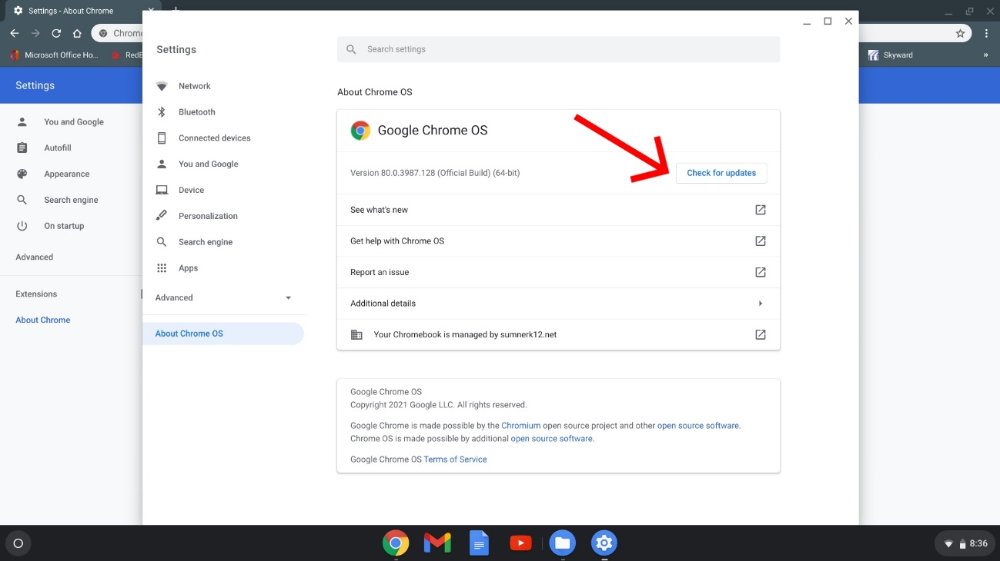 Settings - About Chrome
Chrome
Microsoft Office Ho...
RedE
Skyward
»
Settings
You and Google
Autofill
Appearance
Search engine
On startup
Advanced
Extensions
About Chrome
Settings
Search settings
Network
Bluetooth
Connected devices
You and Google
Device
Personalization
Search engine
Apps
Advanced
About Chrome OS
About Chrome OS
Google Chrome OS
Version 80.0.3987.128 (Official Build) (64-bit)
Check for updates
See what's new
Get help with Chrome OS
Report an issue
Additional details
Your Chromebook is managed by sumnerk12.net
Google Chrome OS
Copyright 2021 Google LLC. All rights reserved.
Google Chrome is made possible by the Chromium open source project and other open source software.
Chrome OS is made possible by additional open source software.
Google Chrome OS Terms of Service
8:36